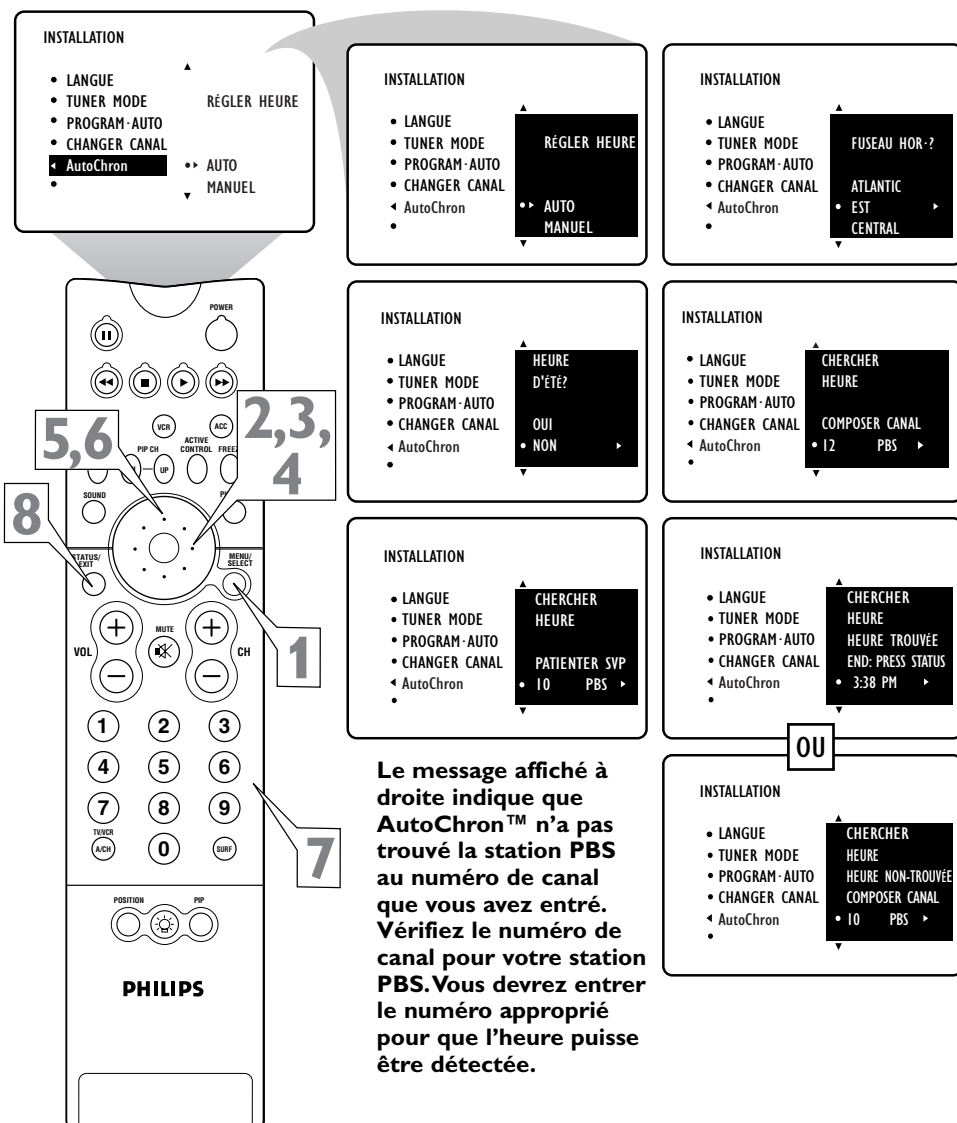 INSTALLATION
• LANGUE
• TUNER MODE RÉGLER HEURE
• PROGRAM·AUTO
• CHANGER CANAL
AutoChron AUTO
MANUEL
INSTALLATION
• LANGUE
• TUNER MODE RÉGLER HEURE
• PROGRAM·AUTO
• CHANGER CANAL
AutoChron AUTO
MANUEL
INSTALLATION
• LANGUE
• TUNER MODE FUSEAU HOR·?
• PROGRAM·AUTO
• CHANGER CANAL ATLANTIC
AutoChron • EST
CENTRAL
INSTALLATION
• LANGUE HEURE
• TUNER MODE D'ÉTÉ?
• PROGRAM·AUTO
• CHANGER CANAL OUI
AutoChron • NON
INSTALLATION
• LANGUE CHERCHER
• TUNER MODE HEURE
• PROGRAM·AUTO
• CHANGER CANAL COMPOSER CANAL
AutoChron • 12 PBS
INSTALLATION
• LANGUE CHERCHER
• TUNER MODE HEURE
• PROGRAM·AUTO
• CHANGER CANAL PATIENTER SVP
AutoChron • 10 PBS
INSTALLATION
• LANGUE CHERCHER
• TUNER MODE HEURE
• PROGRAM·AUTO HEURE TROUVÉE
• CHANGER CANAL END: PRESS STATUS
AutoChron • 3:38 PM
OU
INSTALLATION
• LANGUE CHERCHER
• TUNER MODE HEURE
• PROGRAM·AUTO HEURE NON-TROUVÉE
• CHANGER CANAL COMPOSER CANAL
AutoChron • 10 PBS
Le message affiché à
droite indique que
AutoChron™ n'a pas
trouvé la station PBS
au numéro de canal
que vous avez entré.
Vérifiez le numéro de
canal pour votre station
PBS.Vous devrez entrer
le numéro approprié
pour que l'heure puisse
être détectée.
POWER
VCR ACC
PIP CH
ACTIVE
CONTROL
UP
SOUND
5,6
2,3,
4
8
STATUS/
EXIT
MENU/
SELECT
1
VOL MUTE CH
1 2 3
4 5 6
7 8 9
TV/VCR
A/CH 0 SURF
7
POSITION PIP
PHILIPS